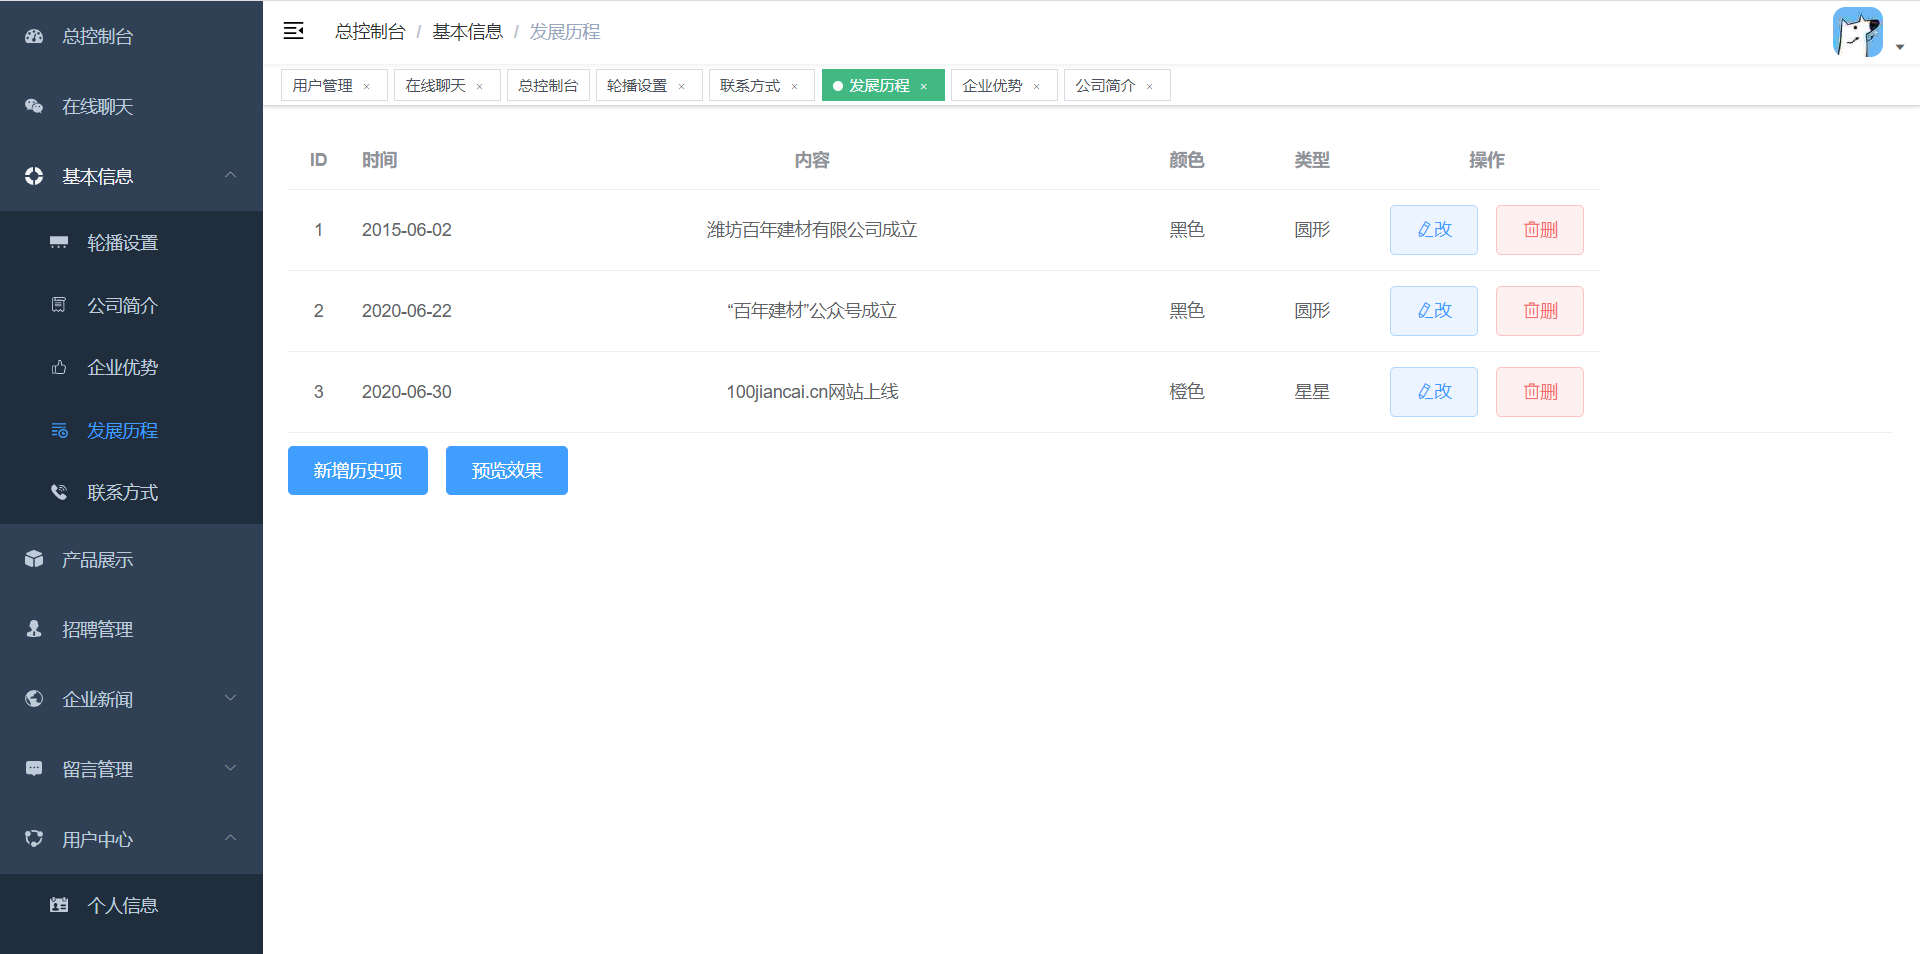 总控制台
在线聊天
基本信息
轮播设置
公司简介
企业优势
发展历程
联系方式
产品展示
招聘管理
企业新闻
留言管理
用户中心
个人信息
总控制台 / 基本信息 / 发展历程
用户管理 × 在线聊天 × 总控制台 轮播设置 × 联系方式 × 发展历程 × 企业优势 × 公司简介 ×
ID 时间 内容 颜色 类型 操作
1 2015-06-02 潍坊百年建材有限公司成立 黑色 圆形 改 删
2 2020-06-22 “百年建材”公众号成立 黑色 圆形 改 删
3 2020-06-30 100jiancai.cn网站上线 橙色 星星 改 删
新增历史项 预览效果